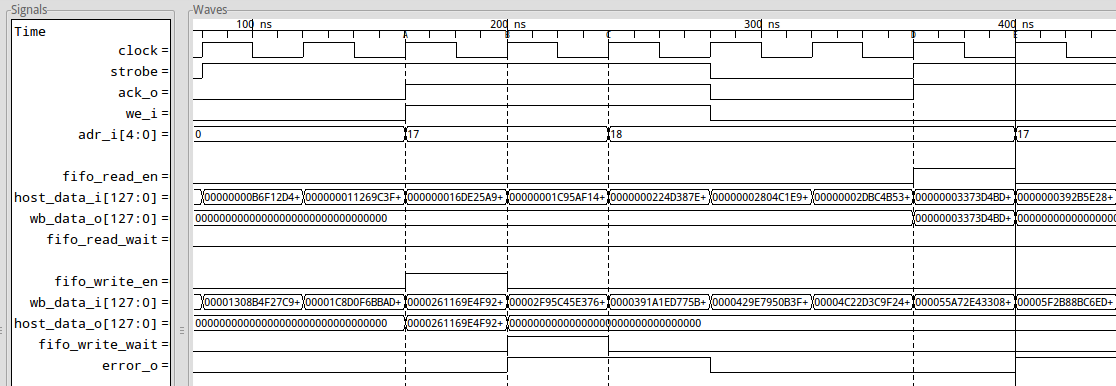 Signals Waves
Time 100 ns 200 ns 300 ns 400 ns
A B C D E
clock =
strobe =
ack_o =
we_i =
adr_i[4:0] = 0 17 18 17
fifo_read_en =
host_data_i[127:0] = 00000000B6F12D4+ 000000011269C3F+ 000000016DE25A9+ 00000001C95AF14+ 0000000224D387E+ 00000002804C1E9+ 00000002DBC4B53+ 00000003373D4BD+ 0000000392B5E28+
wb_data_o[127:0] = 00000000000000000000000000000000 00000003373D4BD+ 0000000000000000
fifo_read_wait =
fifo_write_en =
wb_data_i[127:0] = 00001308B4F27C9+ 00001C8D0F6BBAD+ 0000261169E4F92+ 00002F95C45E376+ 0000391A1ED775B+ 0000429E7950B3F+ 00004C22D3C9F24+ 000055A72E43308+ 00005F2B88BC6ED+
host_data_o[127:0] = 00000000000000000000000000000000 0000261169E4F92+ 00000000000000000000000000000000
fifo_write_wait =
error_o =